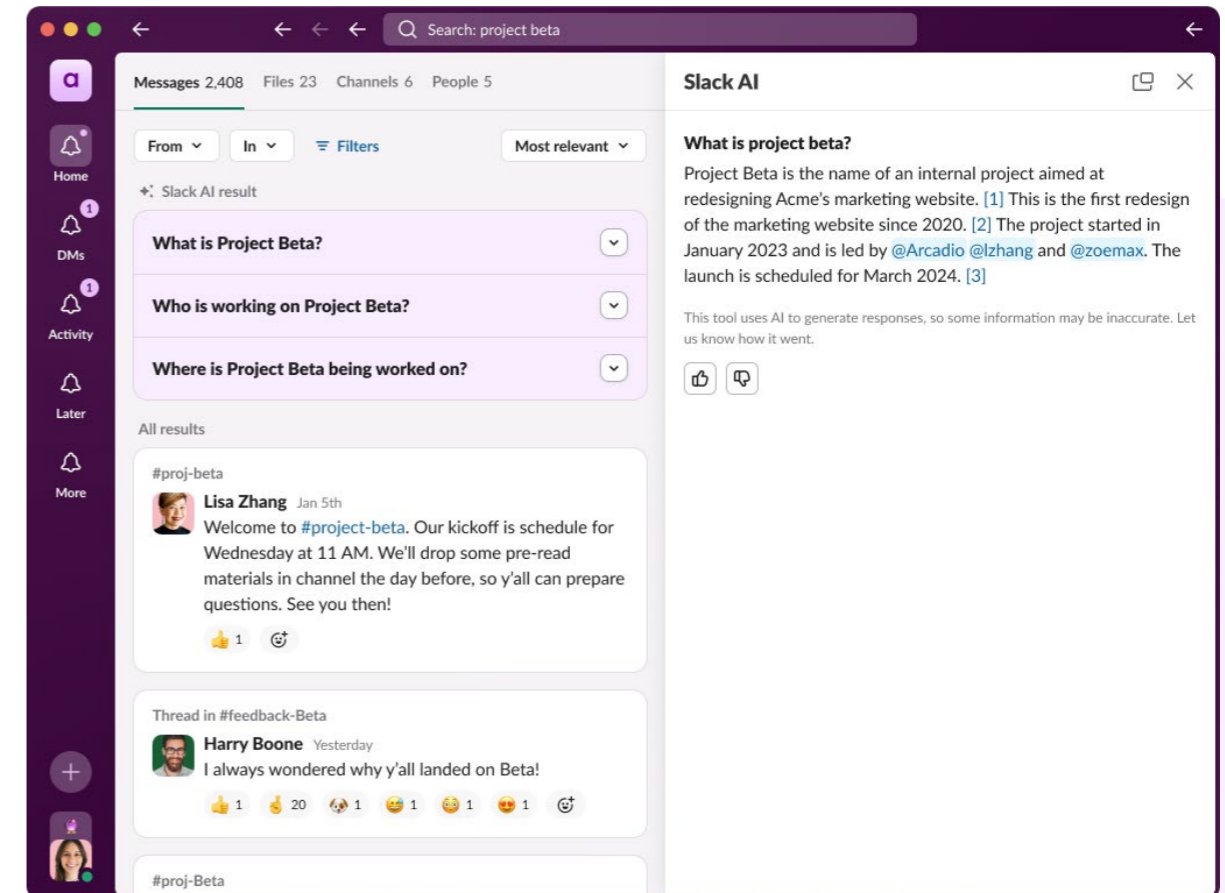 Search: project beta
a
Home
1
DMs
1
Activity
Later
More
Messages 2,408 Files 23 Channels 6 People 5
From In Filters Most relevant
Slack AI result
What is Project Beta?
Who is working on Project Beta?
Where is Project Beta being worked on?
All results
#proj-beta
Lisa Zhang Jan 5th
Welcome to #project-beta. Our kickoff is schedule for
Wednesday at 11 AM. We'll drop some pre-read
materials in channel the day before, so y'all can prepare
questions. See you then!
1
Thread in #feedback-Beta
Harry Boone Yesterday
I always wondered why y'all landed on Beta!
1 20 1 1 1 1
#proj-Beta
Slack AI
What is project beta?
Project Beta is the name of an internal project aimed at
redesigning Acme's marketing website. [1] This is the first redesign
of the marketing website since 2020. [2] The project started in
January 2023 and is led by @Arcadio @lzhang and @zoemax. The
launch is scheduled for March 2024. [3]
This tool uses AI to generate responses, so some information may be inaccurate. Let
us know how it went.